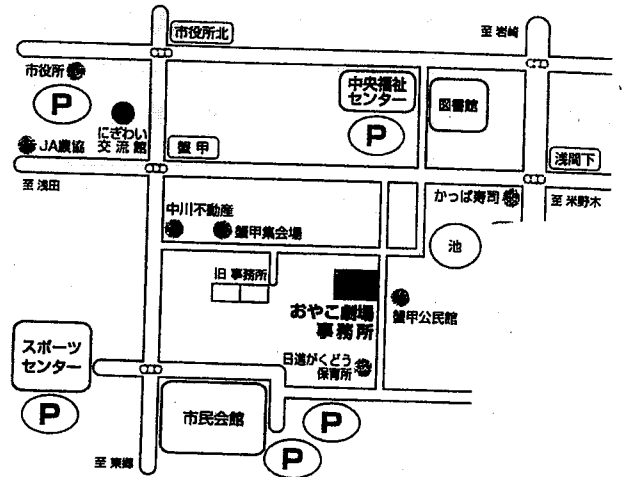 市役所北
至 岩崎
市役所
P
中央福祉
センター
P
図書館
にぎわい
交流館
JA農協
蟹甲
浅間下
至 浅田
かっぱ寿司
至 米野木
中川不動産
蟹甲集会場
池
旧 事務所
おやこ劇場
事務所
蟹甲公民館
スポーツ
センター
P
日進がくどう
保育所
市民会館
P
P
至 東郷